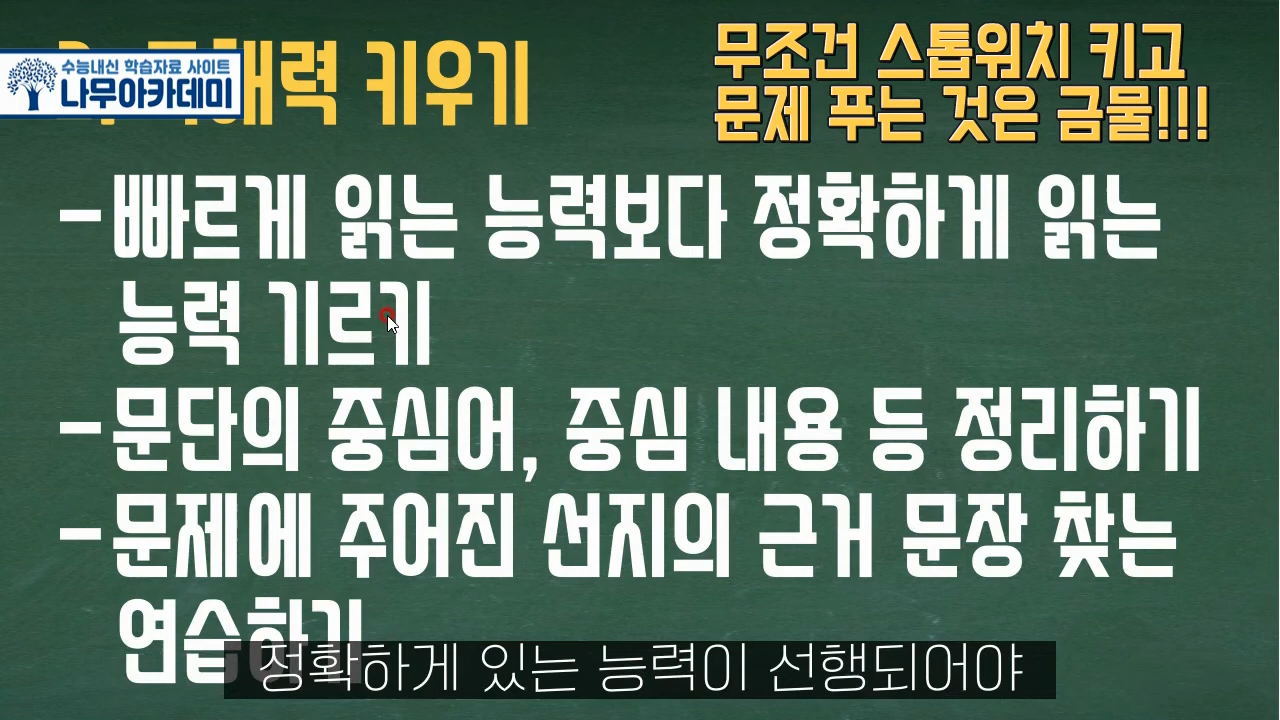 수능내신 학습자료 사이트
나무아카데미
키우기
무조건 스톱워치 키고
문제 푸는 것은 금물!!!
-빠르게 읽는 능력보다 정확하게 읽는
능력 기르기
-문단의 중심어, 중심 내용 등 정리하기
-문제에 주어진 선지의 근거 문장 찾는
연습하기
정확하게 있는 능력이 선행되어야